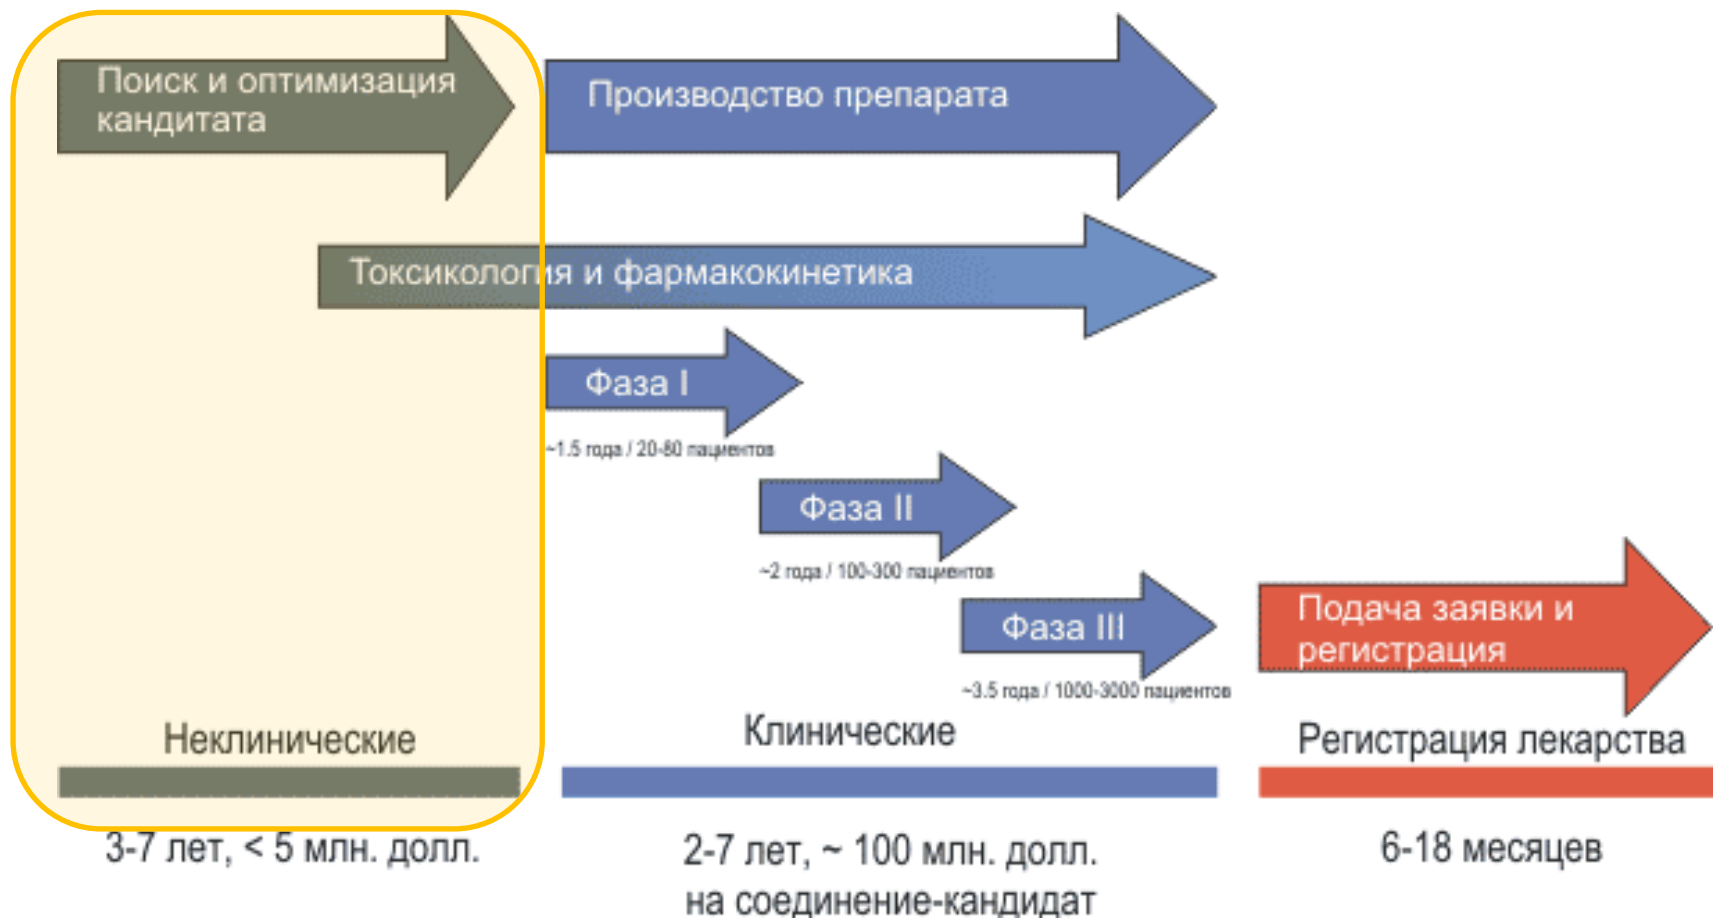 Поиск и оптимизация
кандитата
Производство препарата
Токсикология и фармакокинетика
Фаза I
~1.5 года / 20-80 пациентов
Фаза II
~2 года / 100-300 пациентов
Фаза III
~3.5 года / 1000-3000 пациентов
Подача заявки и
регистрация
Неклинические
Клинические
Регистрация лекарства
3-7 лет, < 5 млн. долл.
2-7 лет, ~ 100 млн. долл.
на соединение-кандидат
6-18 месяцев